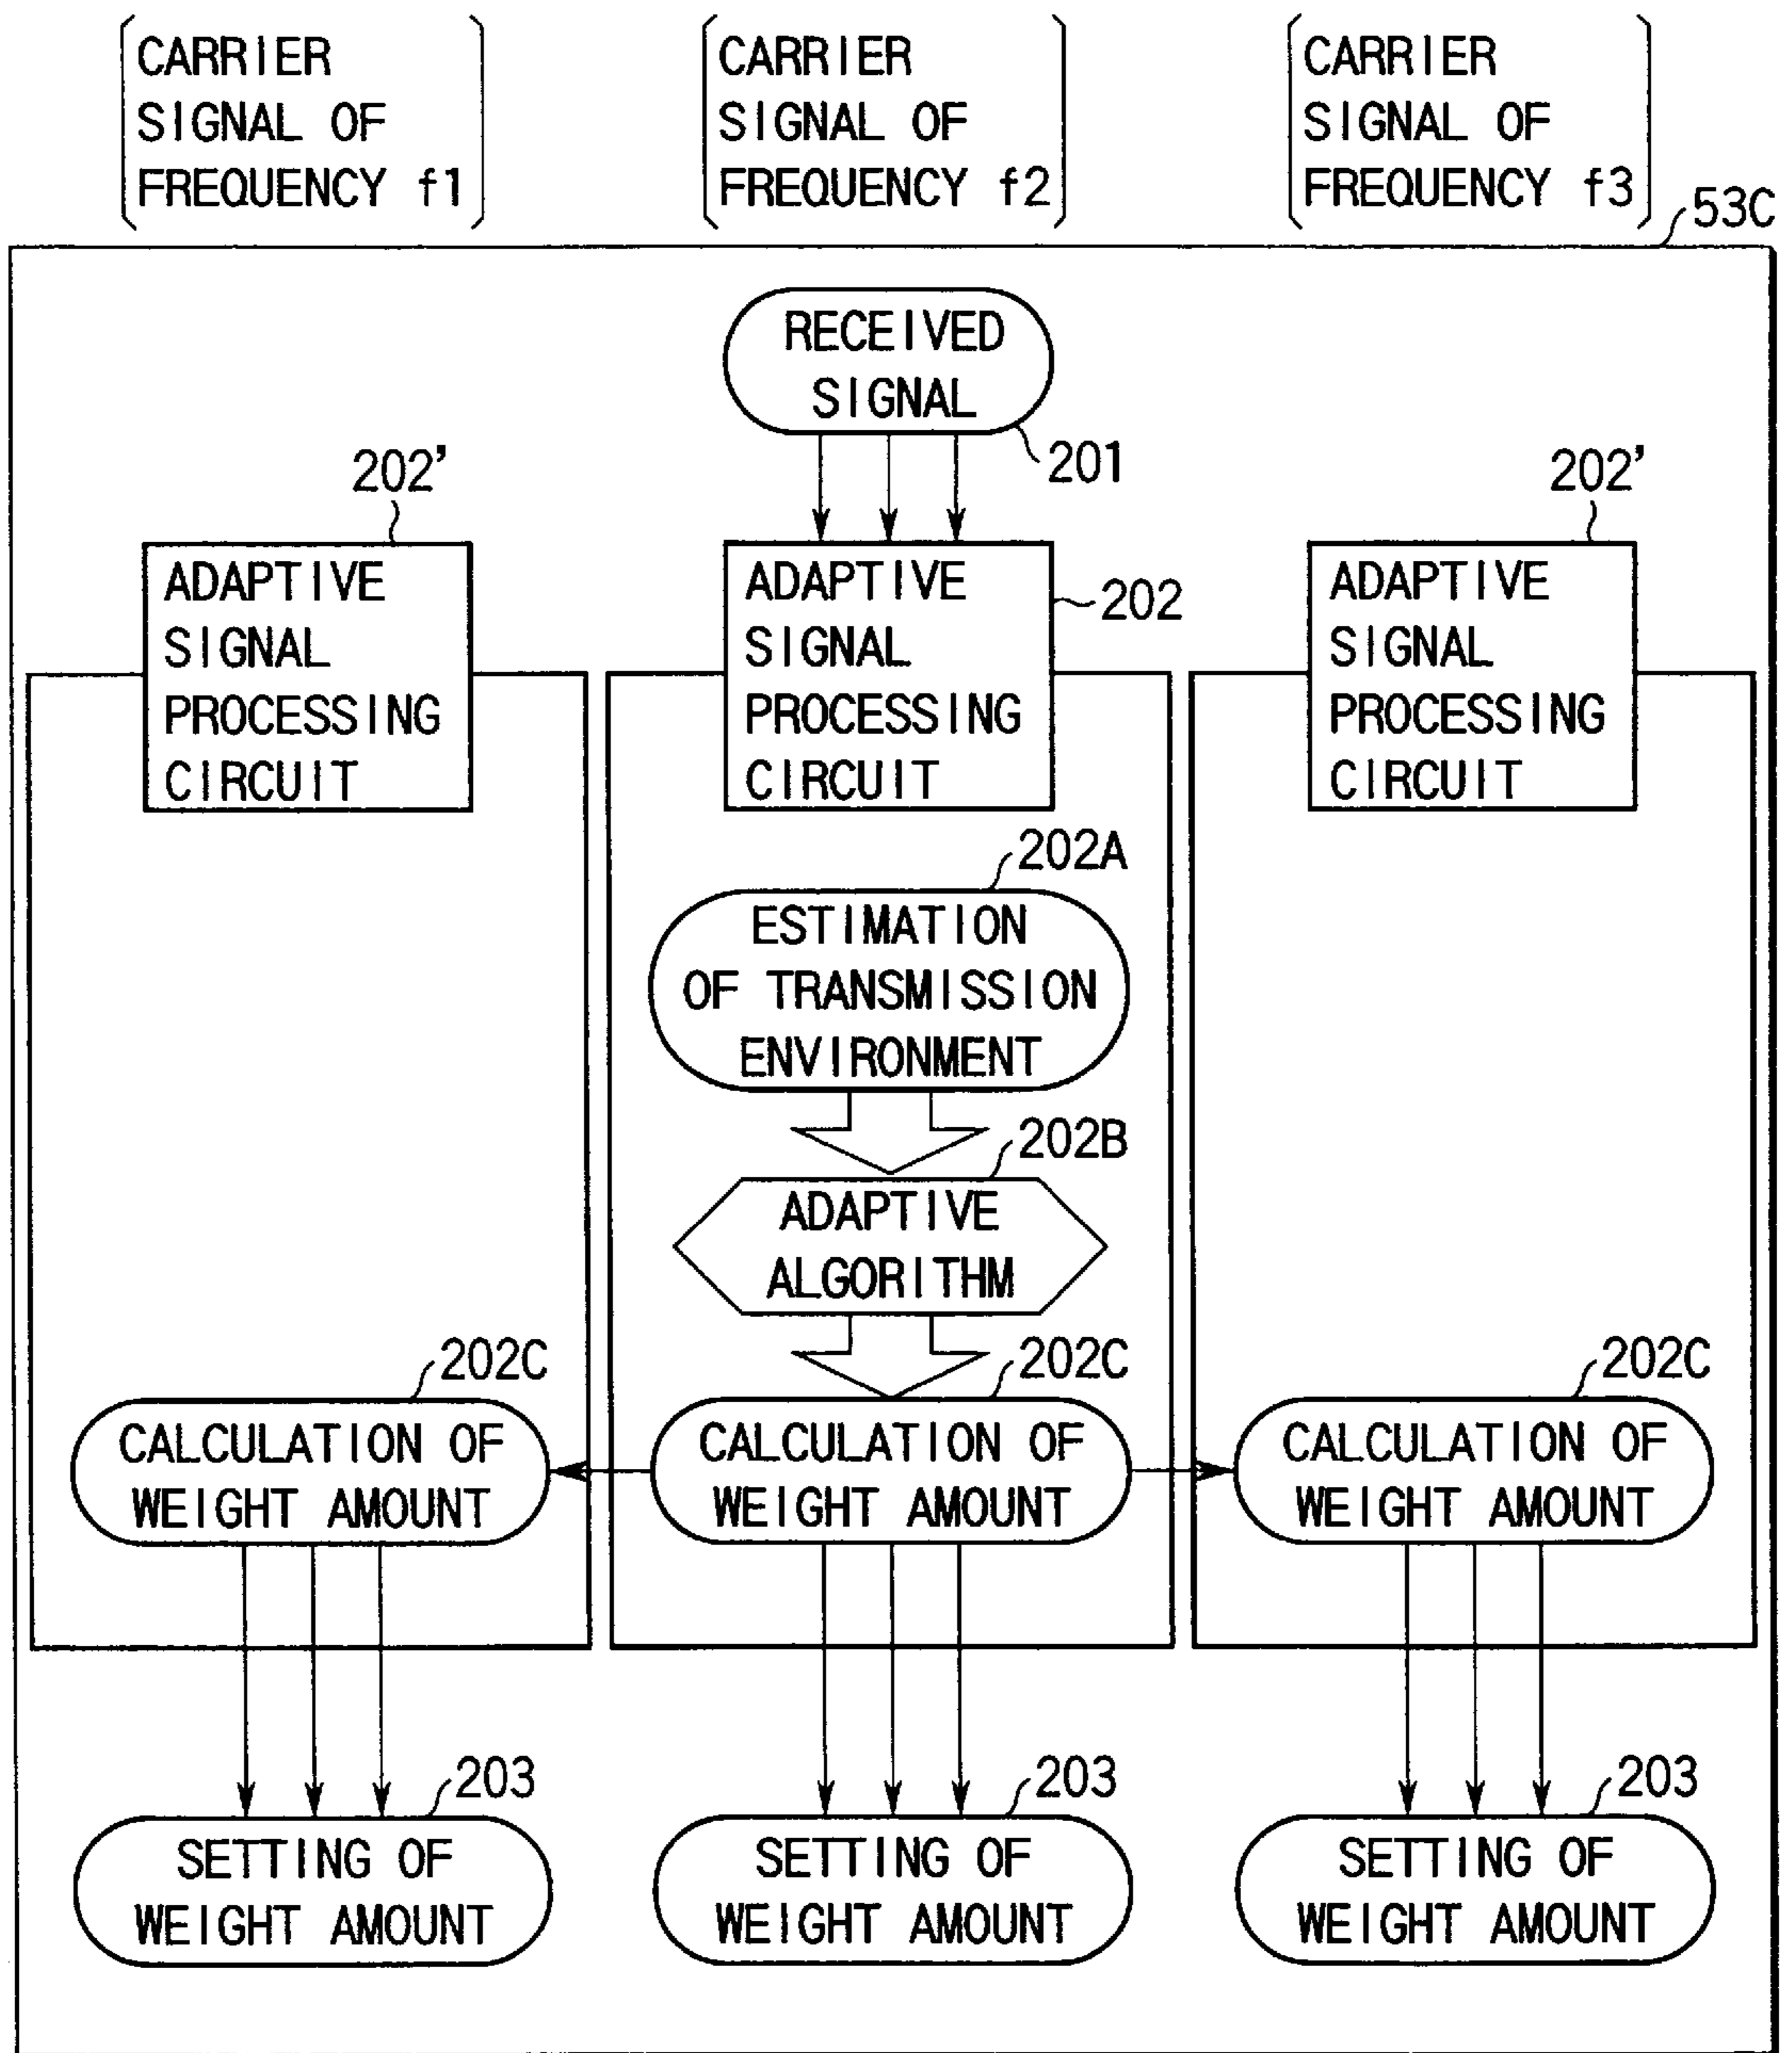 CARRIER
SIGNAL OF
FREQUENCY f1
CARRIER
SIGNAL OF
FREQUENCY f2
CARRIER
SIGNAL OF
FREQUENCY f3
53C
RECEIVED
SIGNAL
201
202'
ADAPTIVE
SIGNAL
PROCESSING
CIRCUIT
ADAPTIVE
SIGNAL
PROCESSING
CIRCUIT
202
202'
ADAPTIVE
SIGNAL
PROCESSING
CIRCUIT
202A
ESTIMATION
OF TRANSMISSION
ENVIRONMENT
202B
ADAPTIVE
ALGORITHM
202C
CALCULATION OF
WEIGHT AMOUNT
202C
CALCULATION OF
WEIGHT AMOUNT
202C
CALCULATION OF
WEIGHT AMOUNT
203
SETTING OF
WEIGHT AMOUNT
203
SETTING OF
WEIGHT AMOUNT
203
SETTING OF
WEIGHT AMOUNT